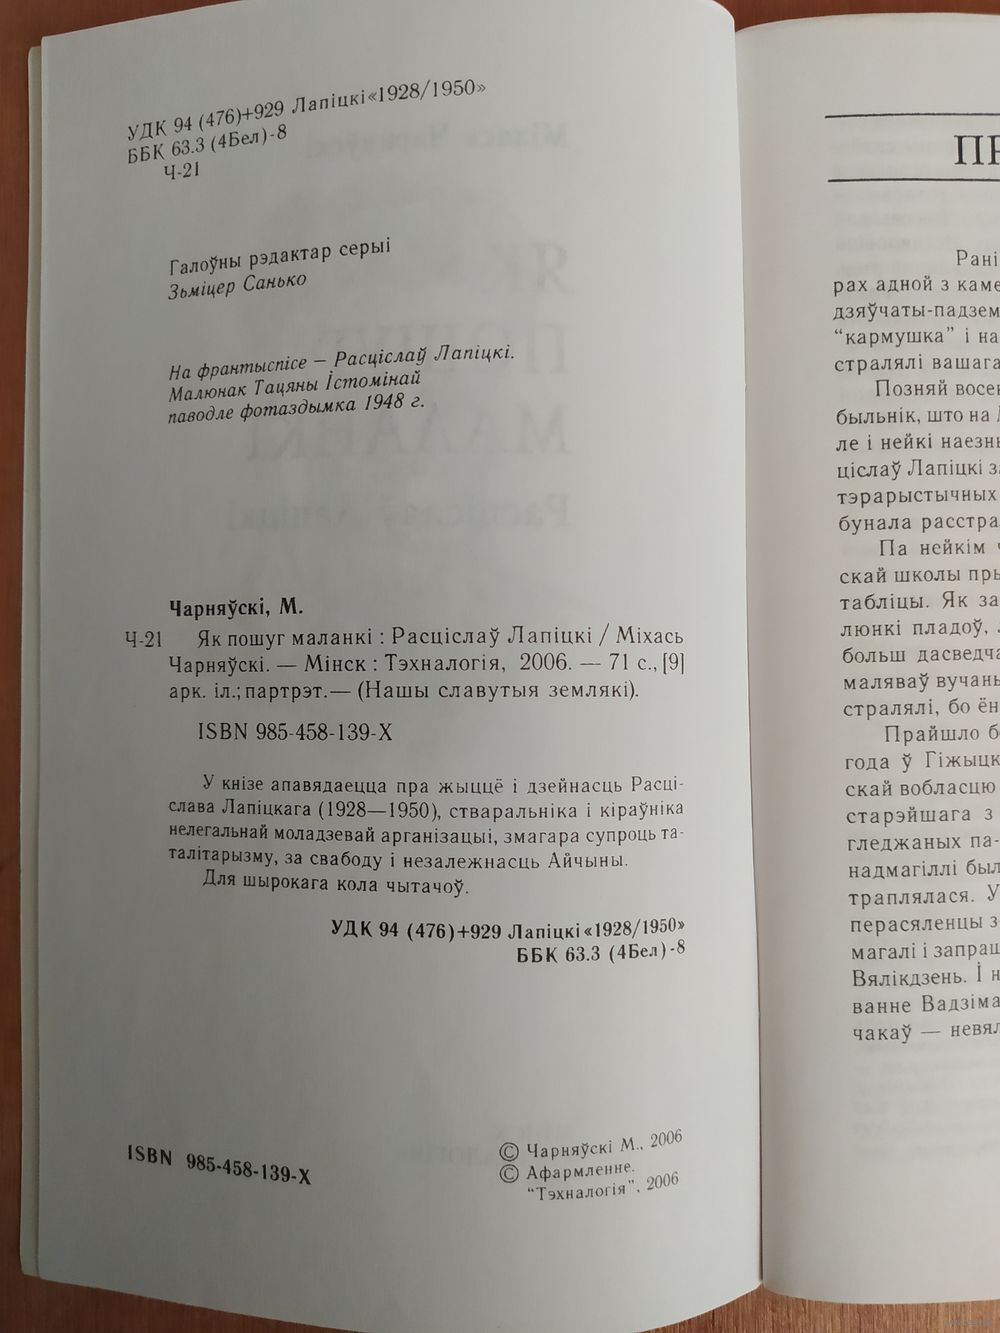 УДК 94 (476)+929 Лапіцкі«1928/1950»
ББК 63.3 (4Бел)-8
Ч-21
Галоўны рэдактар серыі
Зьміцер Санько
На франтыспісе — Расціслаў Лапіцкі.
Малюнак Тацяны Істомінай
паводле фотаздымка 1948 г.
Чарняўскі, М.
Ч-21 Як пошуг маланкі : Расціслаў Лапіцкі / Міхась
Чарняўскі. — Мінск : Тэхналогія, 2006. — 71 с., [9]
арк. іл.; партрэт.— (Нашы славутыя землякі).
ISBN 985-458-139-X
У кнізе апавядаецца пра жыццё і дзейнасць Расці-
слава Лапіцкага (1928—1950), стваральніка і кіраўніка
нелегальнай моладзевай арганізацыі, змагара супроць та-
талітарызму, за свабоду і незалежнасць Айчыны.
Для шырокага кола чытачоў.
УДК 94 (476)+929 Лапіцкі«1928/1950»
ББК 63.3 (4Бел)-8
ISBN 985-458-139-X
© Чарняўскі М., 2006
© Афармленне.
“Тэхналогія”, 2006
ПР
Рані
рах адной з каме
дзяўчаты-падзем
“кармушка” і на
стралялі вашага
Позняй восен
быльнік, што на
ле і нейкі наезн
ціслаў Лапіцкі за
тэрарыстычных
бунала расстра
Па нейкім ч
скай школы пры
табліцы. Як за
люнкі пладоў,
больш дасведча
маляваў вучань
стралялі, бо ён
Прайшло бо
года ў Гіжыцк
скай вобласцю
старэйшага з
гледжаных па-
надмагіллі был
траплялася. У
перасяленцы з
магалі і запраш
Вялікдзень. І н
ванне Вадзіма
чакаў — невял